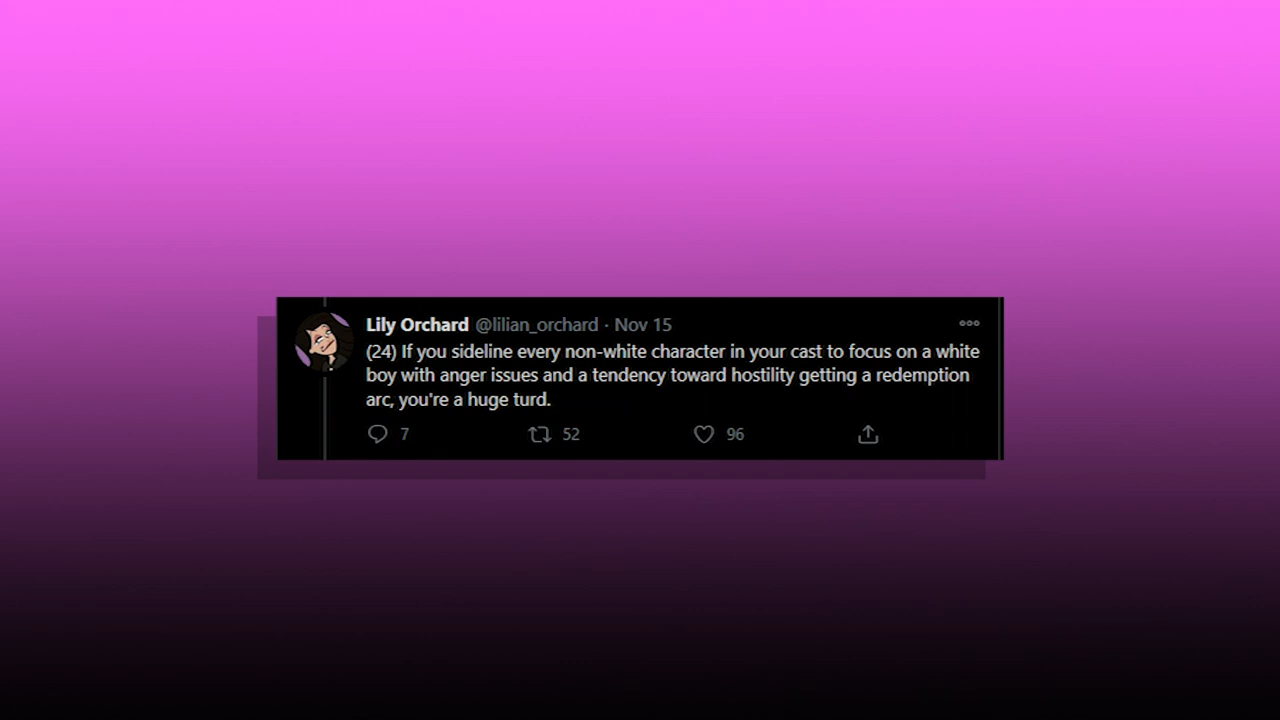 Lily Orchard @lilian_orchard · Nov 15
(24) If you sideline every non-white character in your cast to focus on a white
boy with anger issues and a tendency toward hostility getting a redemption
arc, you're a huge turd.
7 52 96